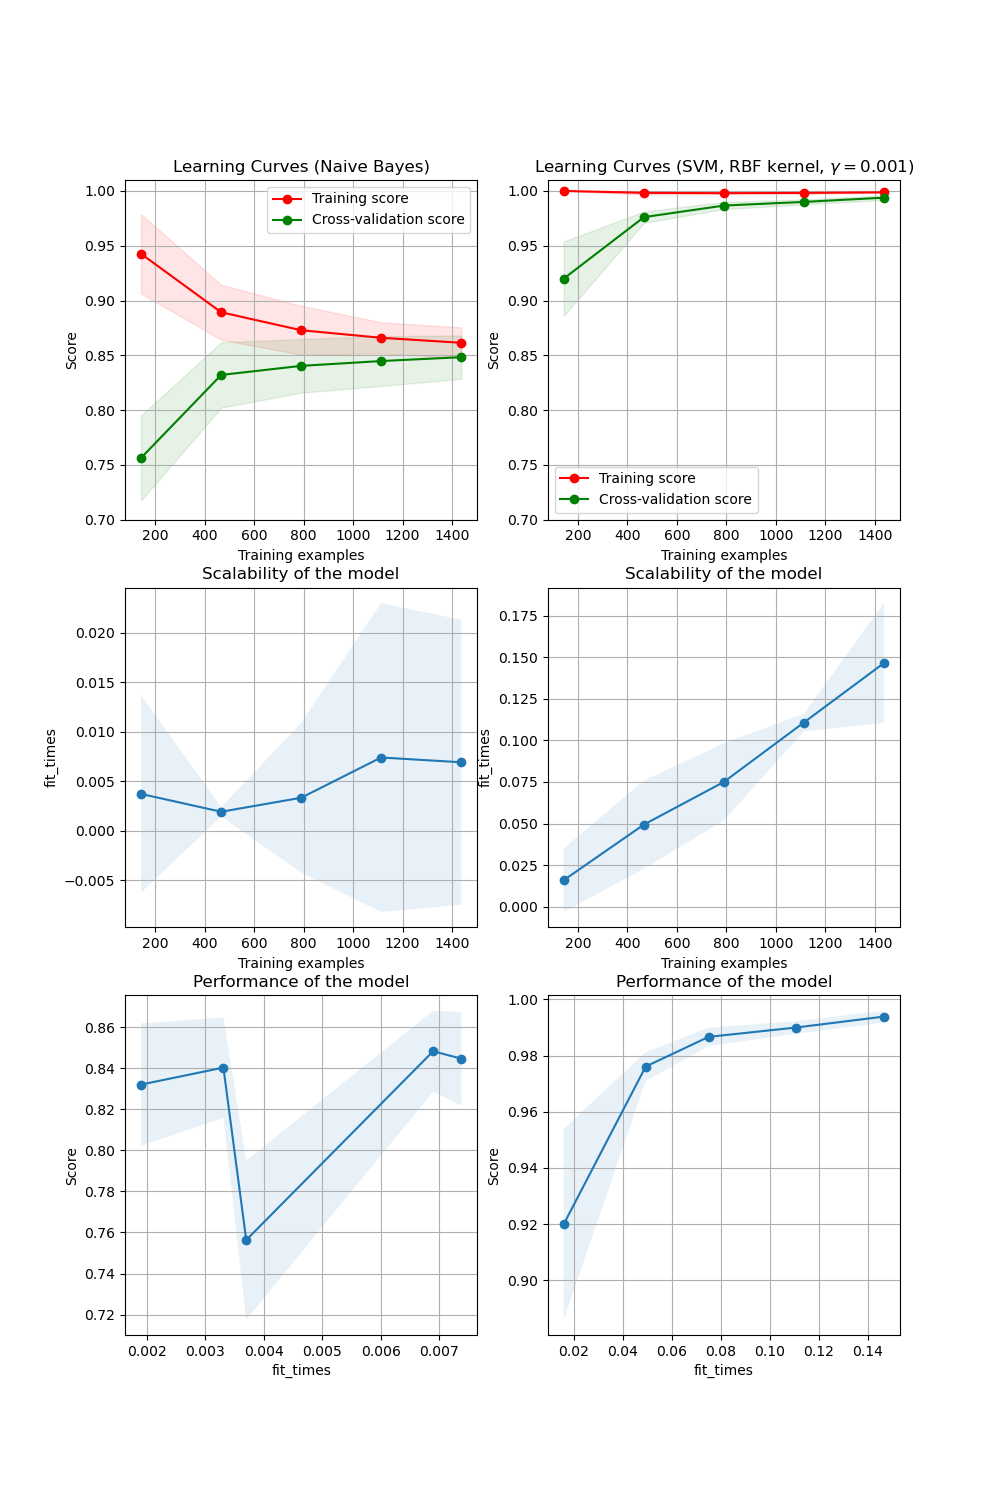 Learning Curves (Naive Bayes)
Learning Curves (SVM, RBF kernel, γ = 0.001)
1.00
0.95
0.90
0.85
0.80
0.75
0.70
Score
Training score
Cross-validation score
200 400 600 800 1000 1200 1400
Training examples
1.00
0.95
0.90
0.85
0.80
0.75
0.70
Score
Training score
Cross-validation score
200 400 600 800 1000 1200 1400
Training examples
Scalability of the model
0.020
0.015
0.010
0.005
0.000
−0.005
fit_times
200 400 600 800 1000 1200 1400
Training examples
Scalability of the model
0.175
0.150
0.125
0.100
0.075
0.050
0.025
0.000
fit_times
200 400 600 800 1000 1200 1400
Training examples
Performance of the model
0.86
0.84
0.82
0.80
0.78
0.76
0.74
0.72
Score
0.002 0.003 0.004 0.005 0.006 0.007
fit_times
Performance of the model
1.00
0.98
0.96
0.94
0.92
0.90
Score
0.02 0.04 0.06 0.08 0.10 0.12 0.14
fit_times